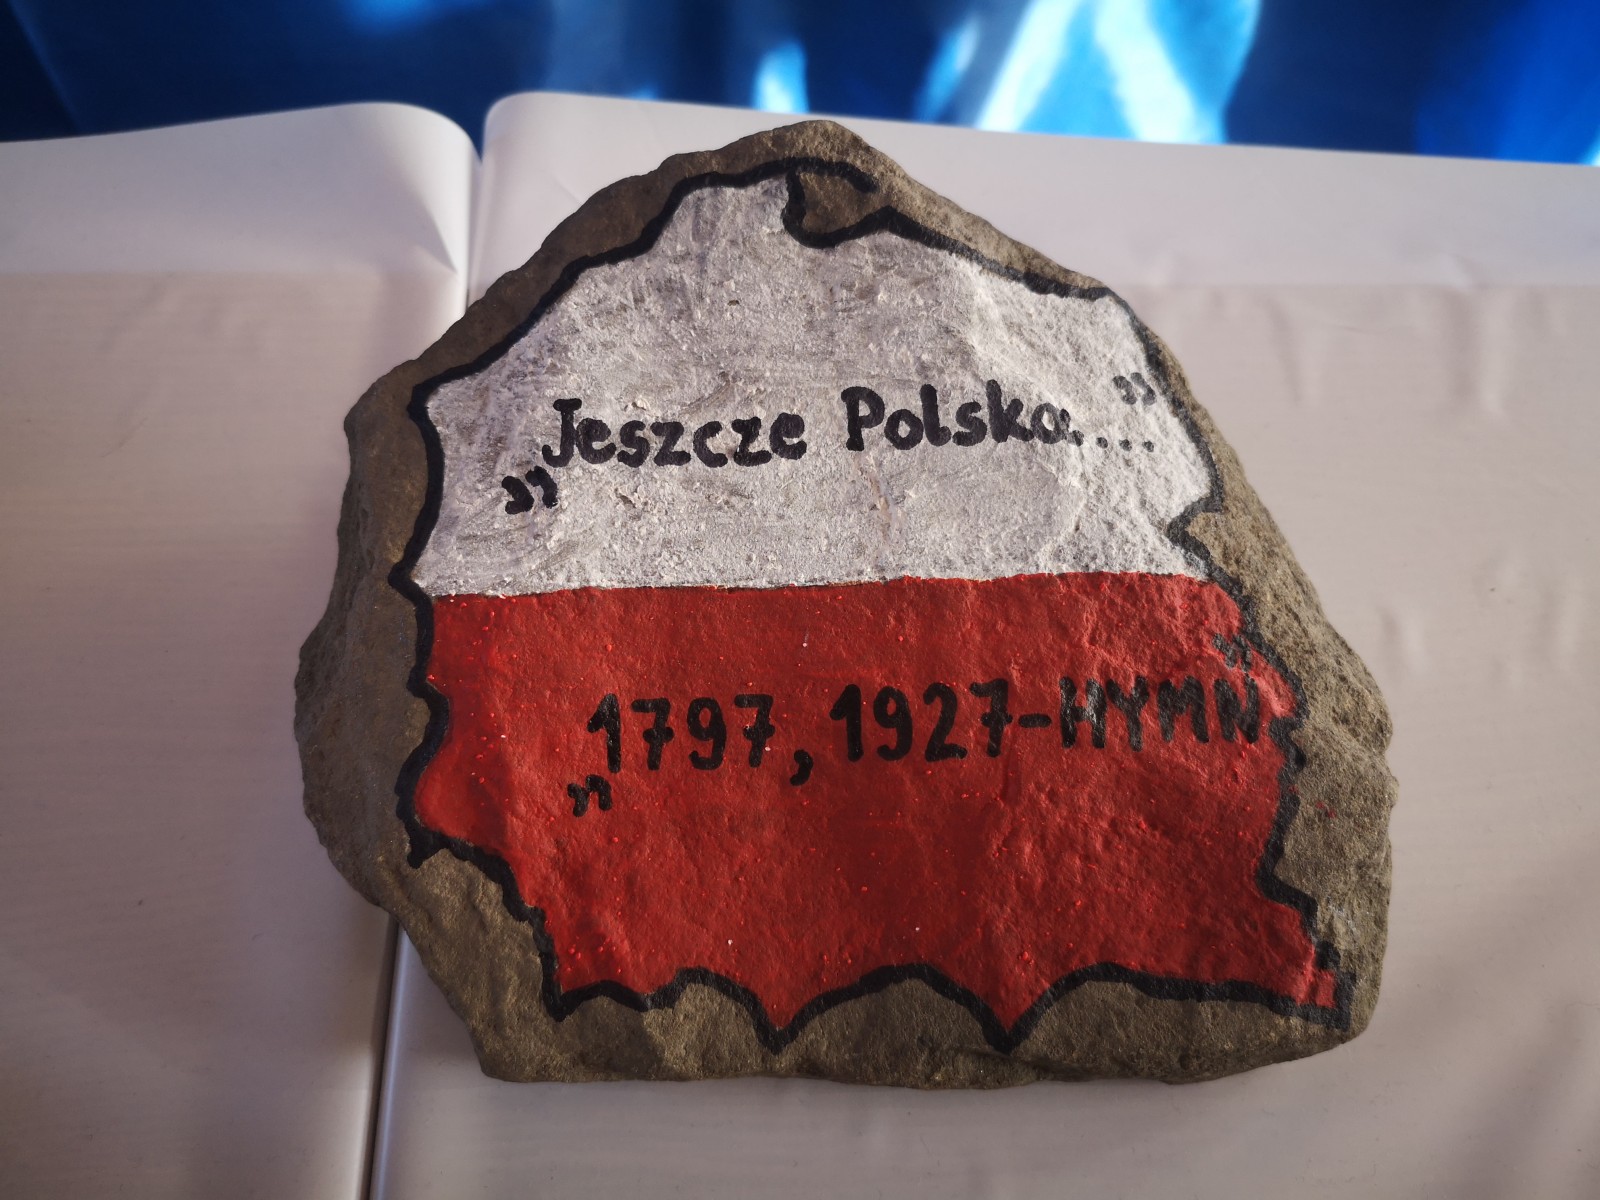 „Jeszcze Polska...."
„1797, 1927-HYMN"